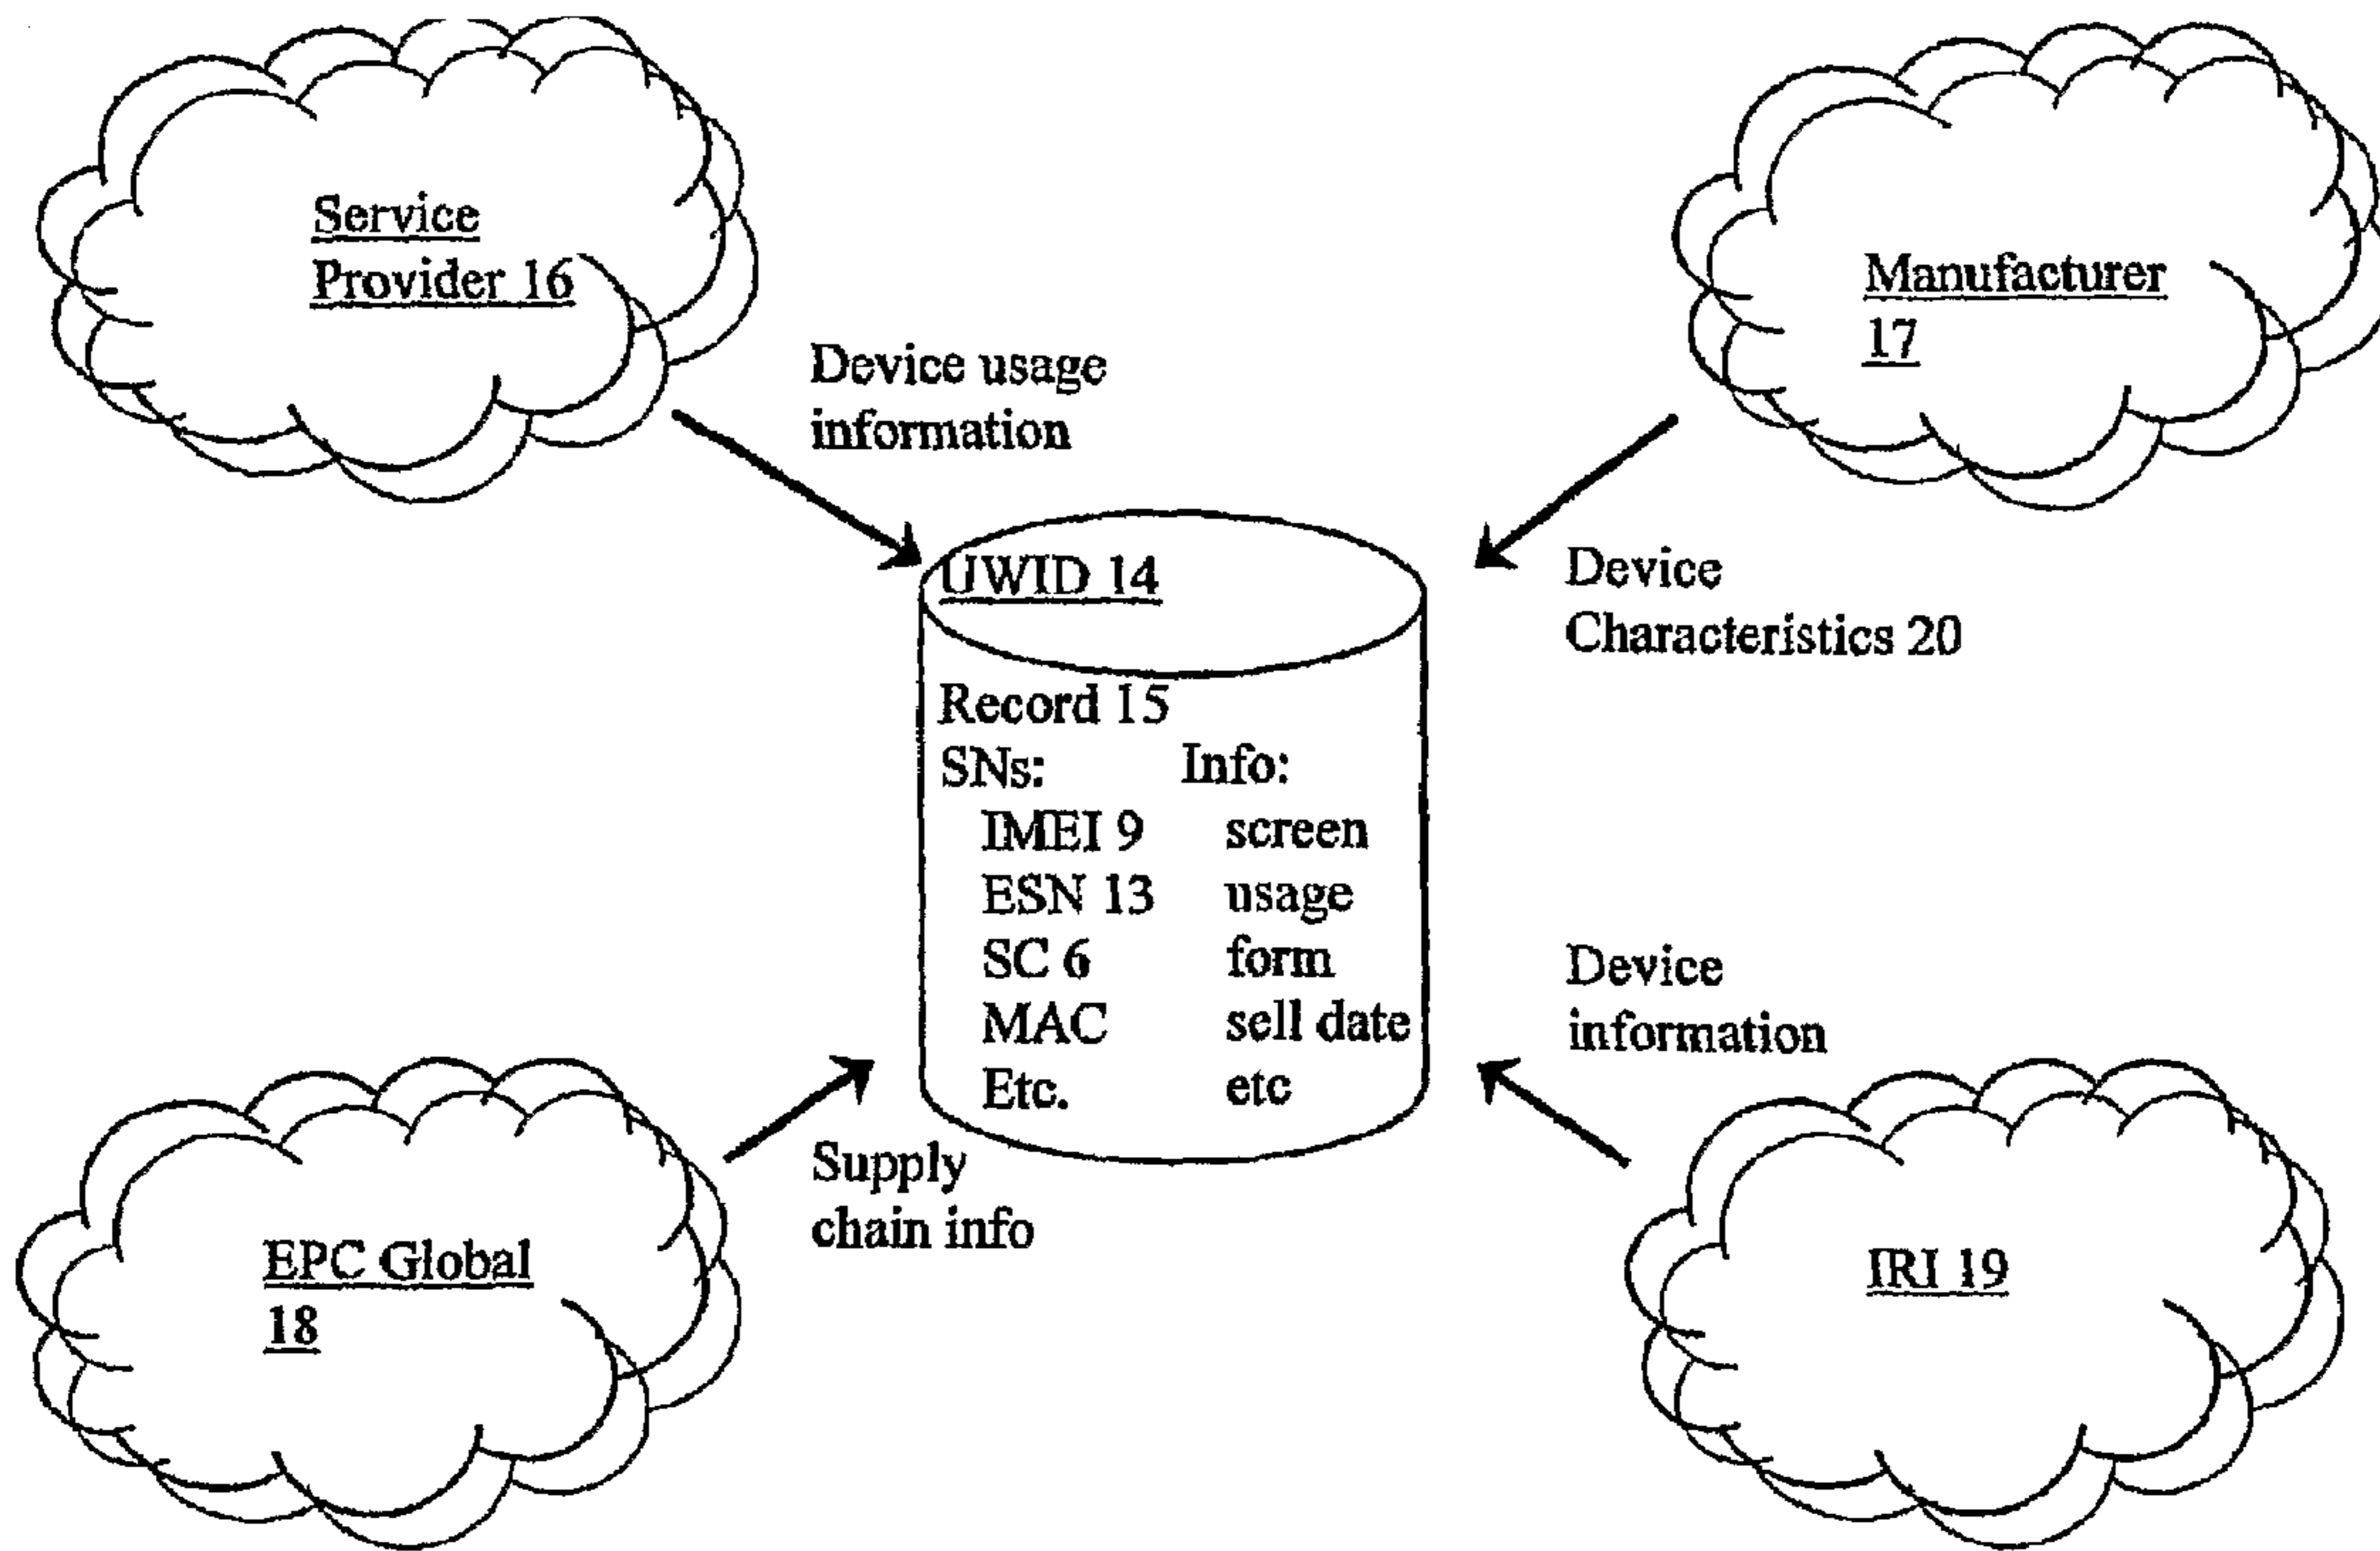 Service
Provider 16
Manufacturer
17
Device usage
information
UWID 14
Device
Characteristics 20
Record 15
SNs: Info:
IMEI 9 screen
ESN 13 usage
SC 6 form
MAC sell date
Etc. etc
Device
information
Supply
chain info
EPC Global
18
IRI 19